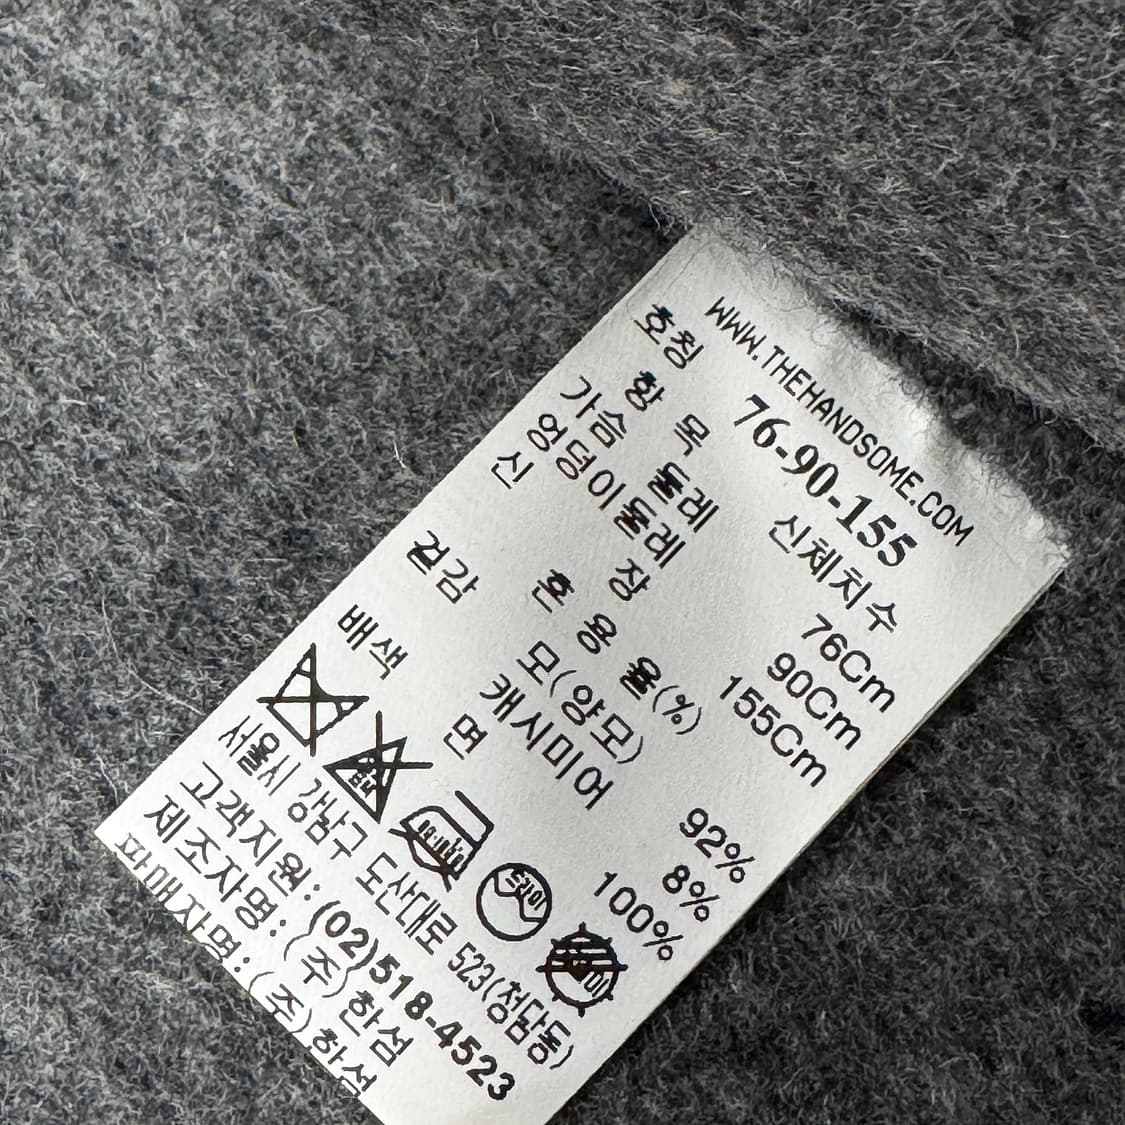 WWW.THEHANDSOME.COM
호칭 76-90-155
항 목 신체치수
가슴 둘레 76Cm
엉덩이둘레 90Cm
신 장 155Cm
혼 용 율(%)
겉감 모(양모) 92%
캐시미어 8%
배색 면 100%
드라이
서울시 강남구 도산대로 523(청담동)
고객지원: (02)518-4523
제조자명: (주)한섬
판매자명: (주)한섬